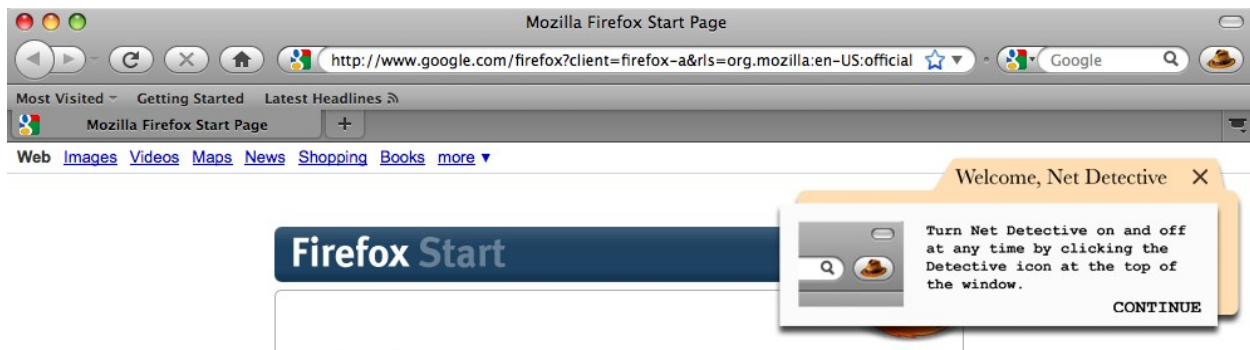 Mozilla Firefox Start Page
http://www.google.com/firefox?client=firefox-a&rls=org.mozilla:en-US:official Google
Most Visited Getting Started Latest Headlines
Mozilla Firefox Start Page +
Web Images Videos Maps News Shopping Books more ▼
Welcome, Net Detective ×
Firefox Start
Turn Net Detective on and off
at any time by clicking the
Detective icon at the top of
the window.
CONTINUE